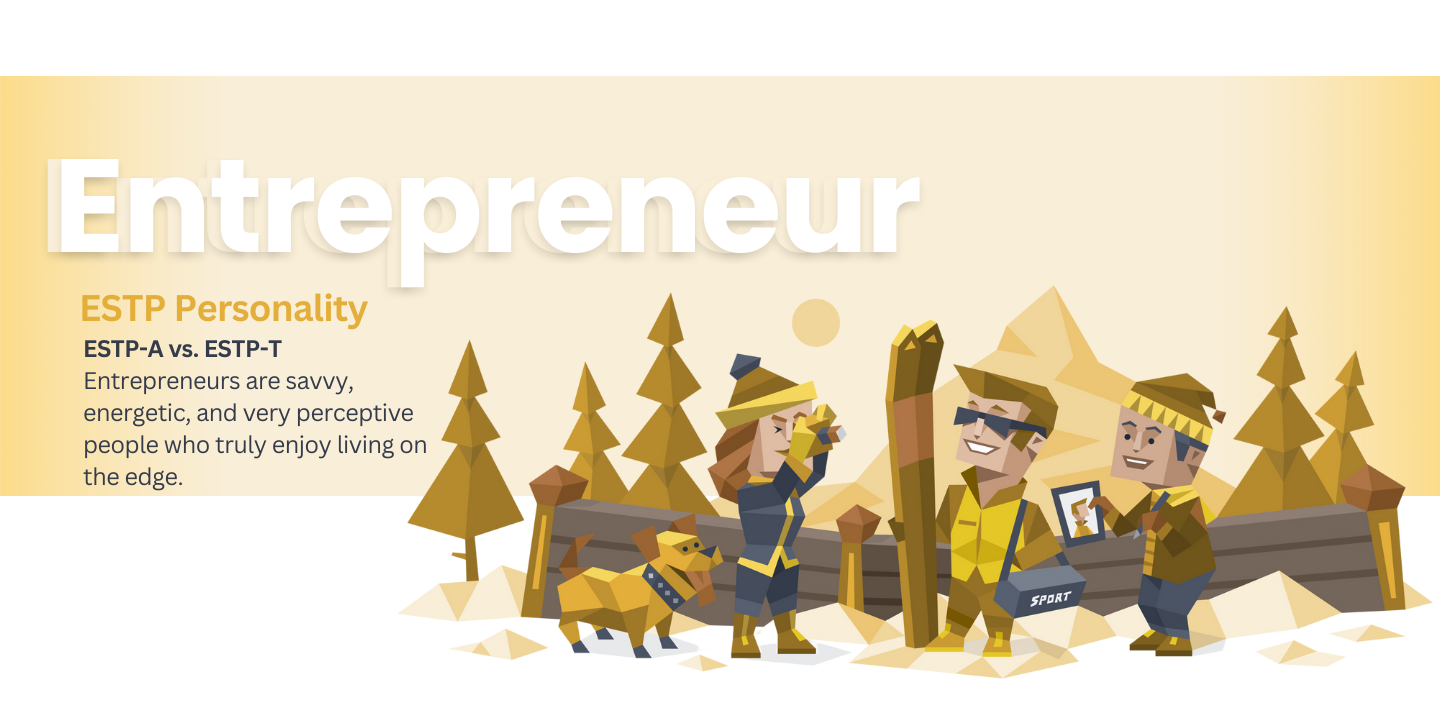 Entrepreneur
ESTP Personality
ESTP-A vs. ESTP-T
Entrepreneurs are savvy,
energetic, and very perceptive
people who truly enjoy living on
the edge.
SPORT